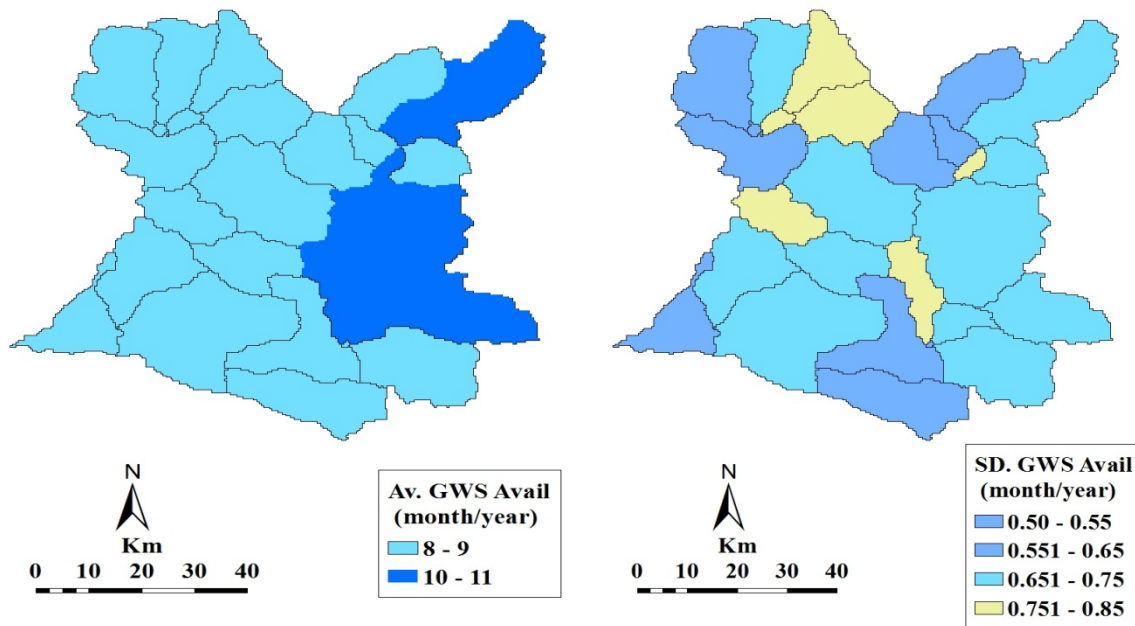 N
Km
0 10 20 30 40
Av. GWS Avail
(month/year)
8 - 9
10 - 11
N
Km
0 10 20 30 40
SD. GWS Avail
(month/year)
0.50 - 0.55
0.551 - 0.65
0.651 - 0.75
0.751 - 0.85